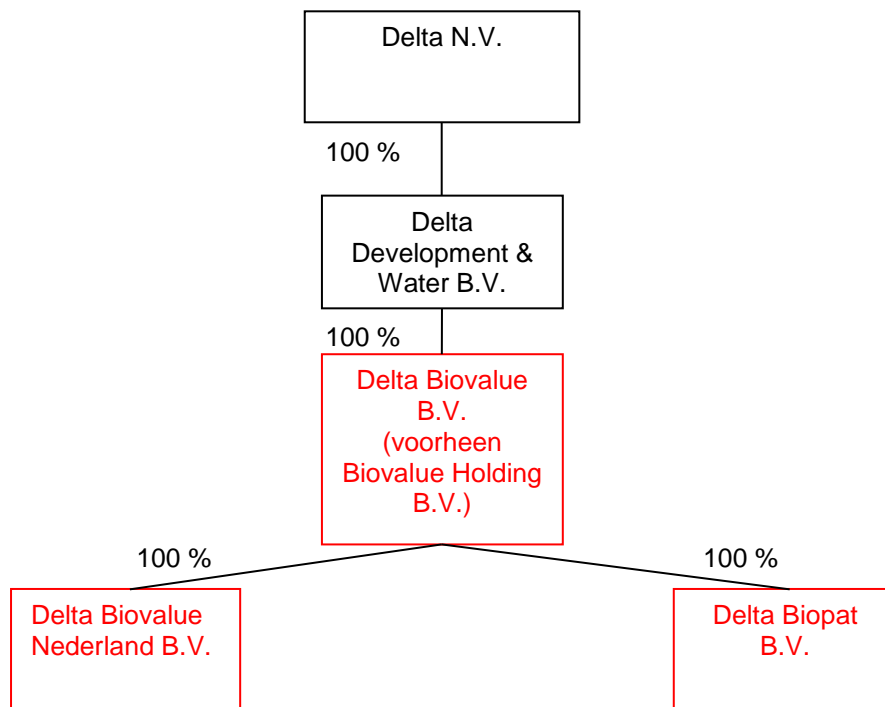 Delta N.V.
100 %
Delta
Development &
Water B.V.
100 %
Delta Biovalue
B.V.
(voorheen
Biovalue Holding
B.V.)
100 %
100 %
Delta Biovalue
Nederland B.V.
Delta Biopat
B.V.